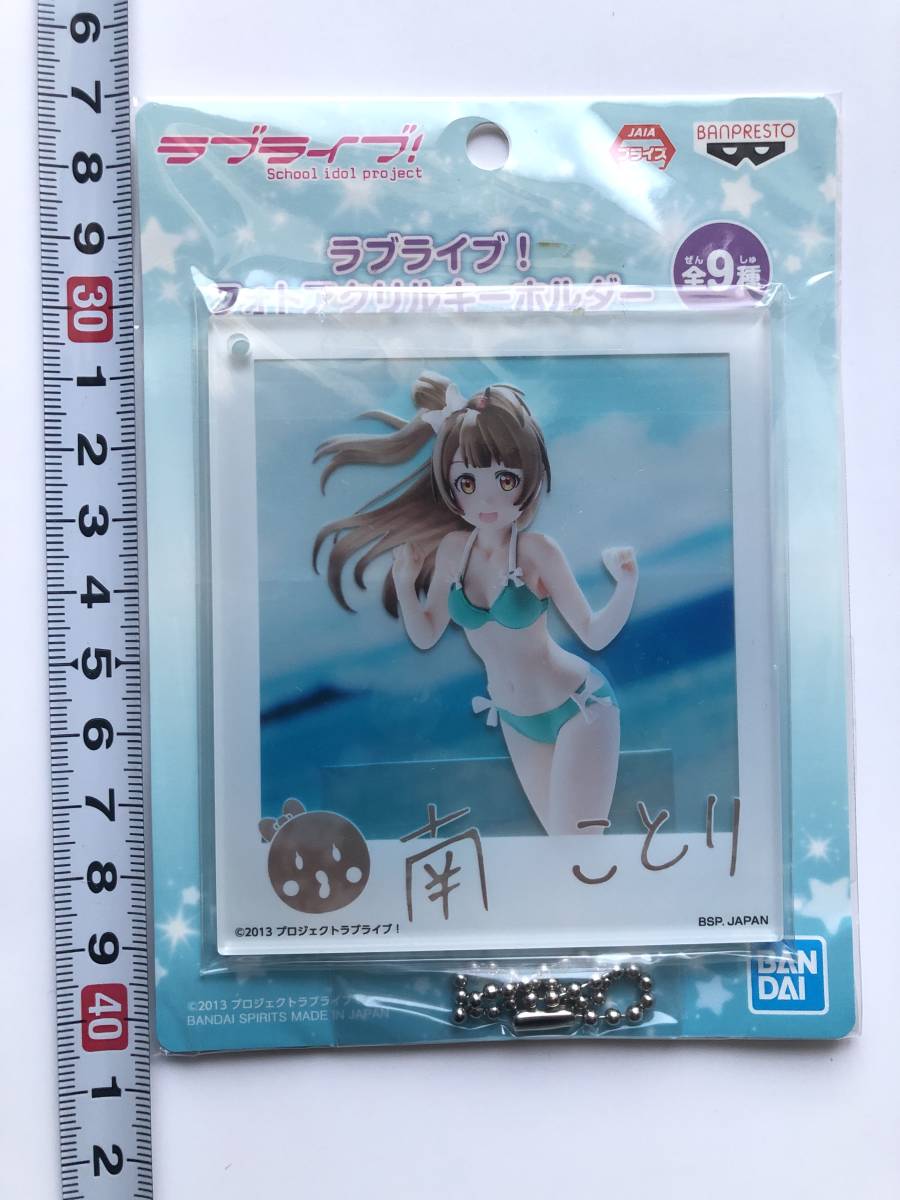 6
7
8
9
30
1
2
3
4
5
6
7
8
9
40
1
2
ラブライブ!
School idol project
JAIA
プライズ
BANPRESTO
ラブライブ!
フォトアクリルキーホルダー
ぜん しゅ
全9種
南 ことり
©2013 プロジェクトラブライブ!
BSP. JAPAN
BAN
DAI
©2013 プロジェクトラブライブ
BANDAI SPIRITS MADE IN JAPAN